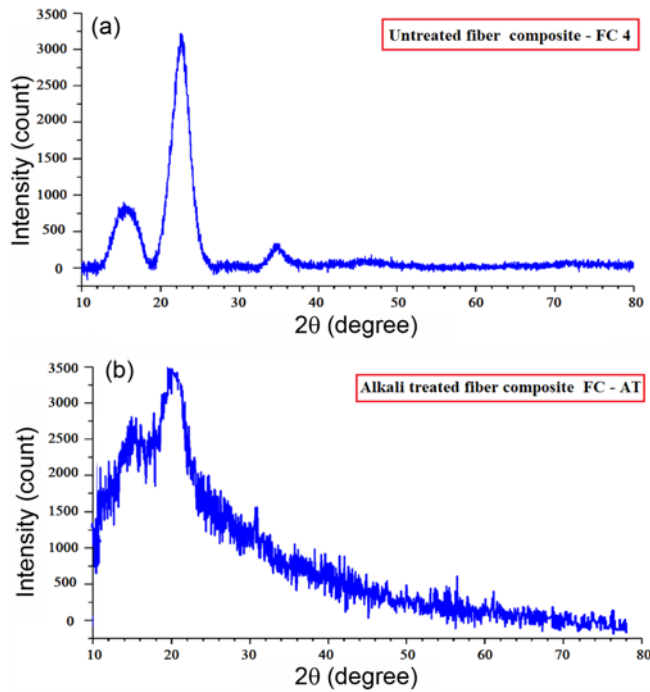 (a)
Untreated fiber composite - FC 4
Intensity (count)
3500
3000
2500
2000
1500
1000
500
0
10 20 30 40 50 60 70 80
2θ (degree)
(b)
Alkali treated fiber composite FC - AT
Intensity (count)
3500
3000
2500
2000
1500
1000
500
0
10 20 30 40 50 60 70 80
2θ (degree)